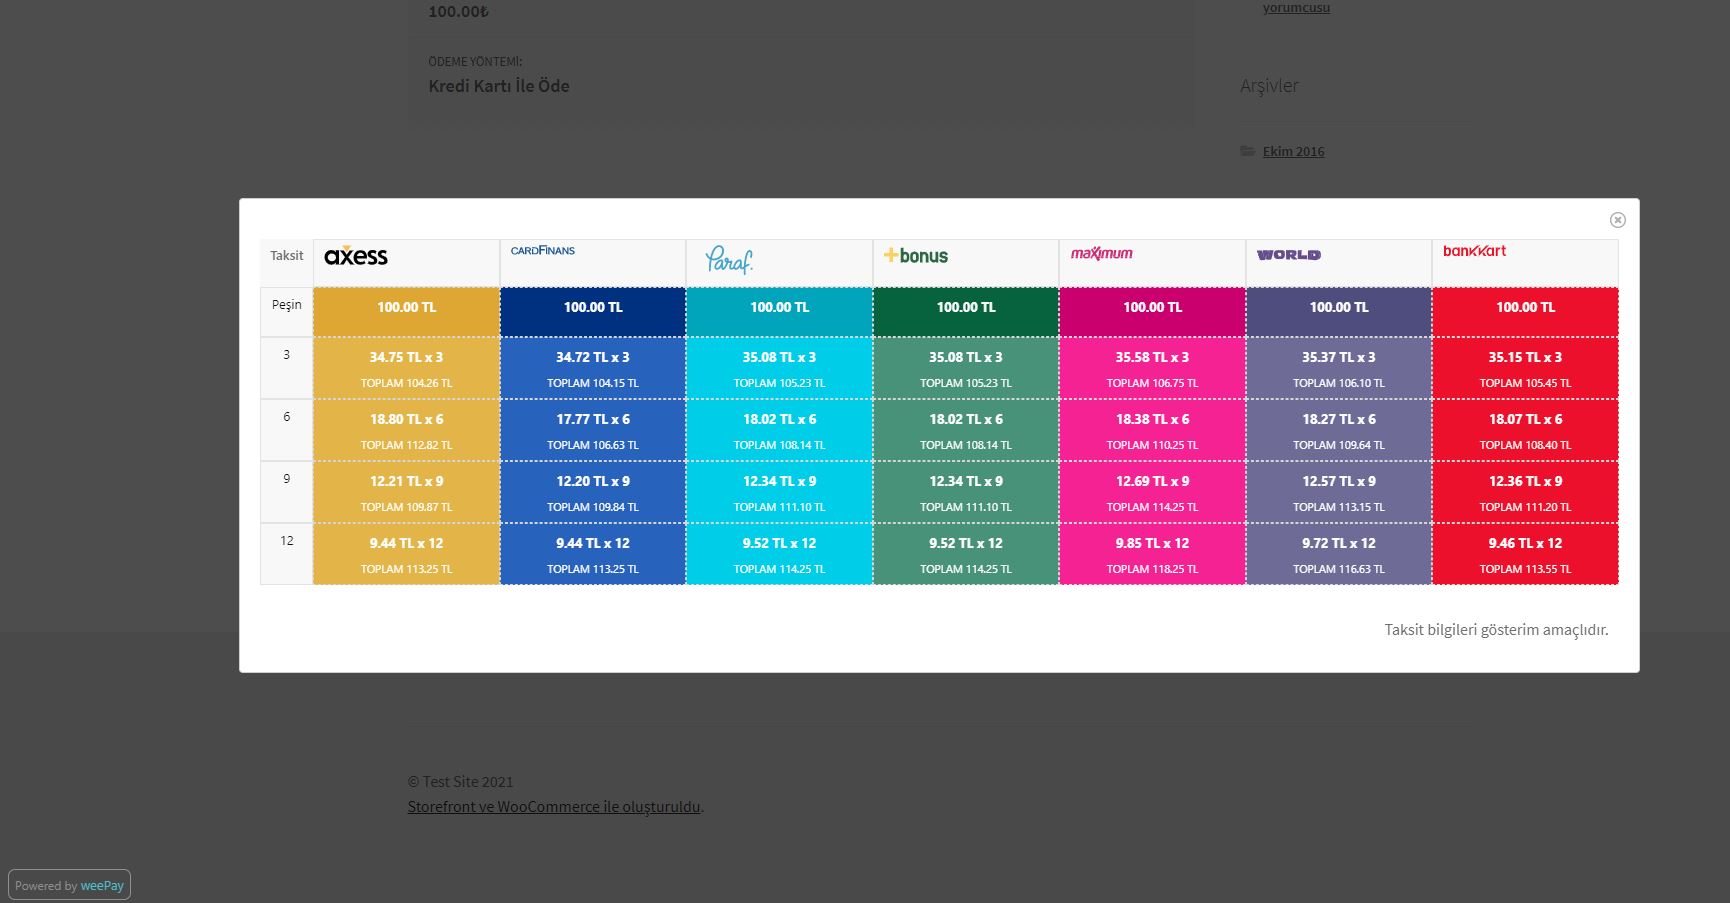 100.00₺
yorumcusu
ÖDEME YÖNTEMİ:
Kredi Kartı İle Öde
Arşivler
Ekim 2016
Taksit axess CARDFINANS Paraf. +bonus maximum WORLD bankkart
Peşin 100.00 TL 100.00 TL 100.00 TL 100.00 TL 100.00 TL 100.00 TL 100.00 TL
3 34.75 TL x 3 34.72 TL x 3 35.08 TL x 3 35.08 TL x 3 35.58 TL x 3 35.37 TL x 3 35.15 TL x 3
TOPLAM 104.26 TL TOPLAM 104.15 TL TOPLAM 105.23 TL TOPLAM 105.23 TL TOPLAM 106.75 TL TOPLAM 106.10 TL TOPLAM 105.45 TL
6 18.80 TL x 6 17.77 TL x 6 18.02 TL x 6 18.02 TL x 6 18.38 TL x 6 18.27 TL x 6 18.07 TL x 6
TOPLAM 112.82 TL TOPLAM 106.63 TL TOPLAM 108.14 TL TOPLAM 108.14 TL TOPLAM 110.25 TL TOPLAM 109.64 TL TOPLAM 108.40 TL
9 12.21 TL x 9 12.20 TL x 9 12.34 TL x 9 12.34 TL x 9 12.69 TL x 9 12.57 TL x 9 12.36 TL x 9
TOPLAM 109.87 TL TOPLAM 109.84 TL TOPLAM 111.10 TL TOPLAM 111.10 TL TOPLAM 114.25 TL TOPLAM 113.15 TL TOPLAM 111.20 TL
12 9.44 TL x 12 9.44 TL x 12 9.52 TL x 12 9.52 TL x 12 9.85 TL x 12 9.72 TL x 12 9.46 TL x 12
TOPLAM 113.25 TL TOPLAM 113.25 TL TOPLAM 114.25 TL TOPLAM 114.25 TL TOPLAM 118.25 TL TOPLAM 116.63 TL TOPLAM 113.55 TL
Taksit bilgileri gösterim amaçlıdır.
© Test Site 2021
Storefront ve WooCommerce ile oluşturuldu.
Powered by weePay